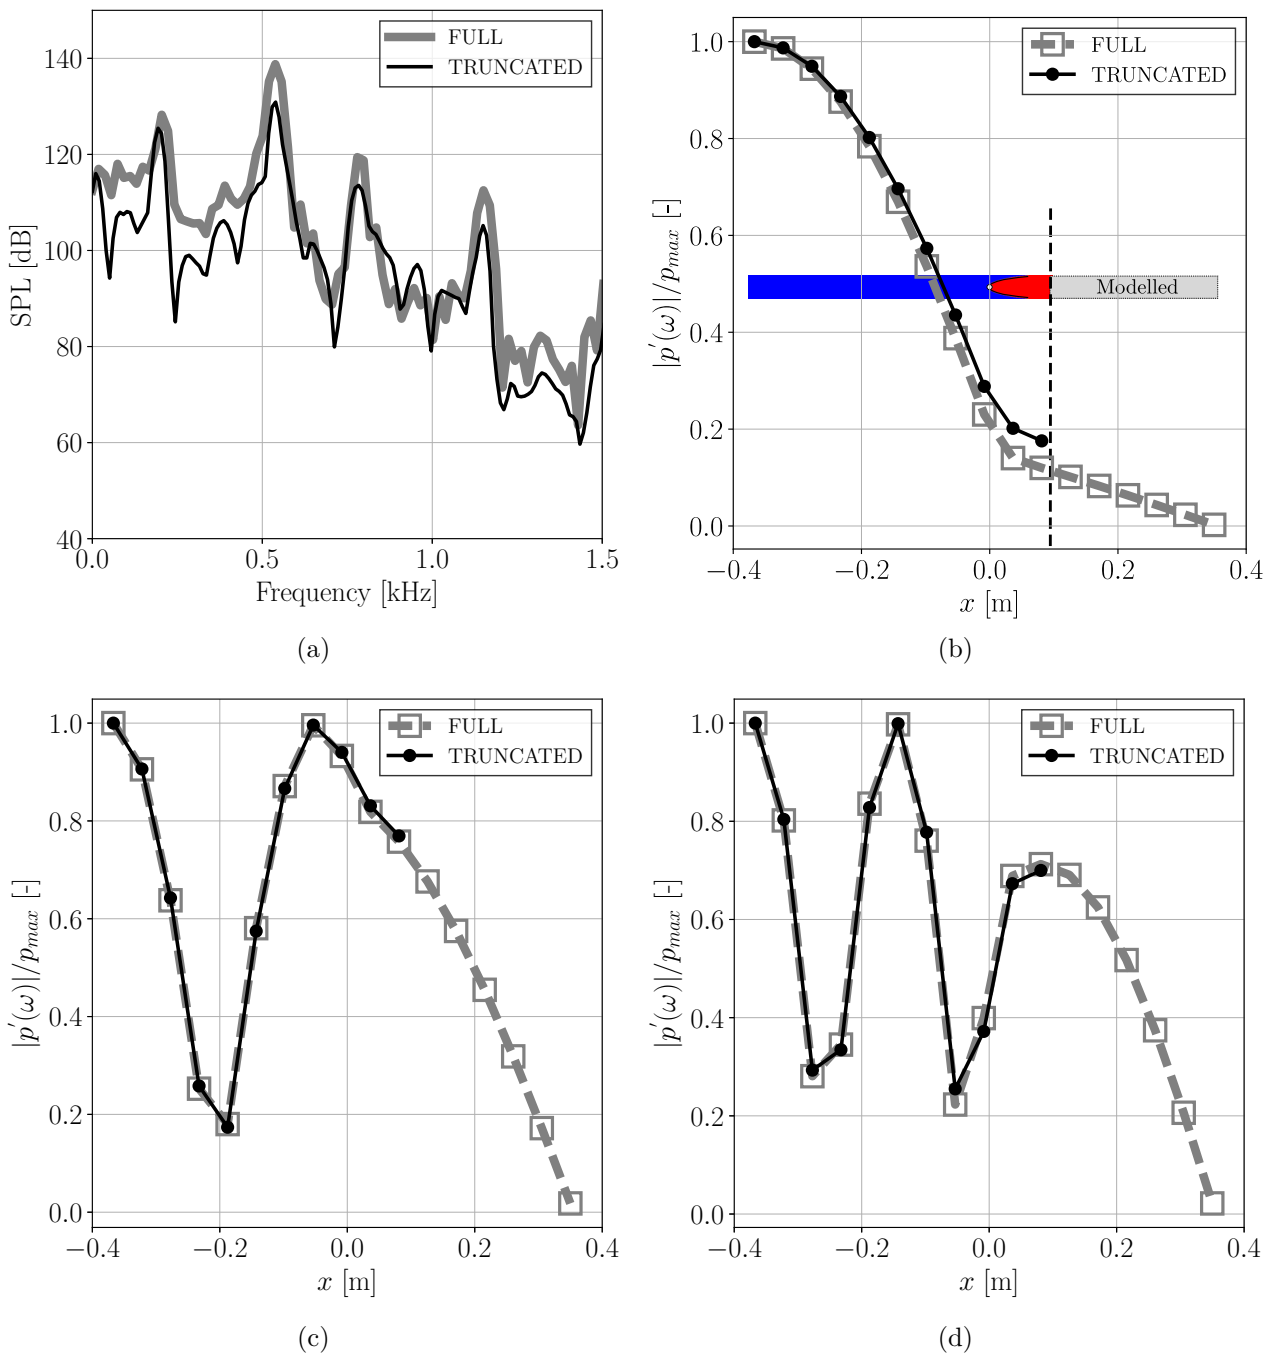 FULL
TRUNCATED
SPL [dB]
140
120
100
80
60
40
0.0 0.5 1.0 1.5
Frequency [kHz]
(a)
FULL
TRUNCATED
|p′(ω)|/p_max [-]
1.0
0.8
0.6
0.4
0.2
0.0
Modelled
−0.4 −0.2 0.0 0.2 0.4
x [m]
(b)
FULL
TRUNCATED
|p′(ω)|/p_max [-]
1.0
0.8
0.6
0.4
0.2
0.0
−0.4 −0.2 0.0 0.2 0.4
x [m]
(c)
FULL
TRUNCATED
|p′(ω)|/p_max [-]
1.0
0.8
0.6
0.4
0.2
0.0
−0.4 −0.2 0.0 0.2 0.4
x [m]
(d)